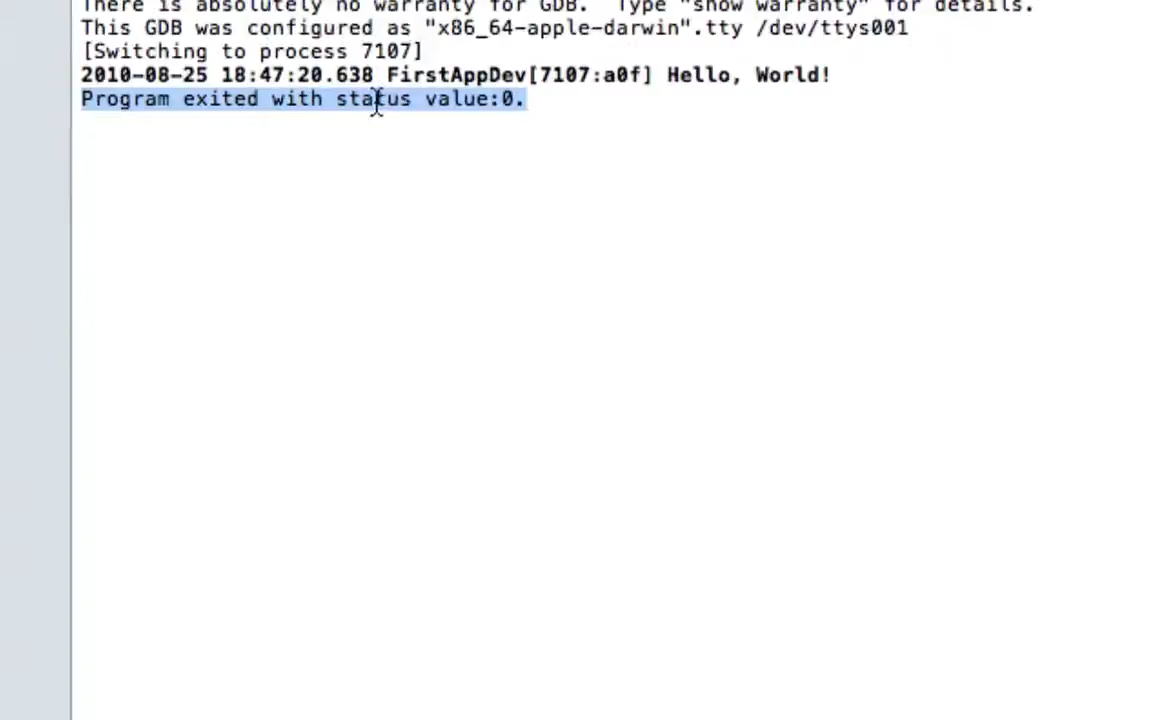 There is absolutely no warranty for GDB.  Type "show warranty" for details.
This GDB was configured as "x86_64-apple-darwin".tty /dev/ttys001
[Switching to process 7107]
2010-08-25 18:47:20.638 FirstAppDev[7107:a0f] Hello, World!
Program exited with status value:0.